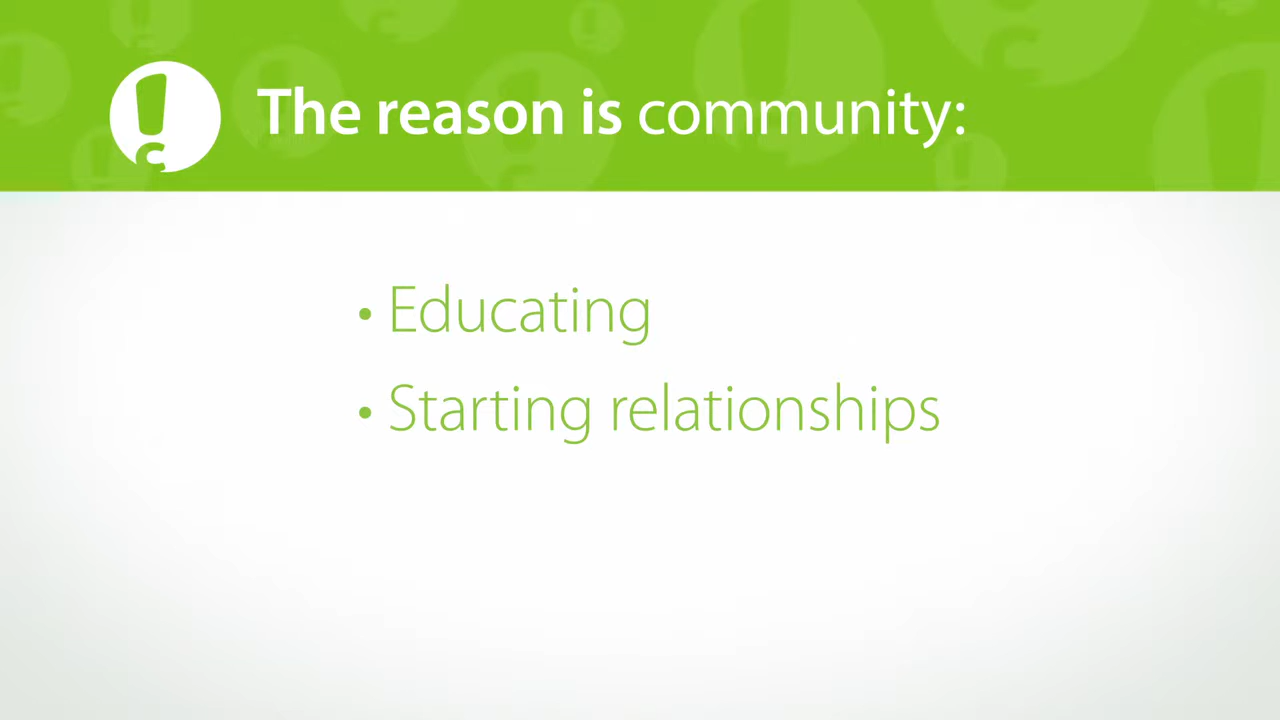 The reason is community:
• Educating
• Starting relationships